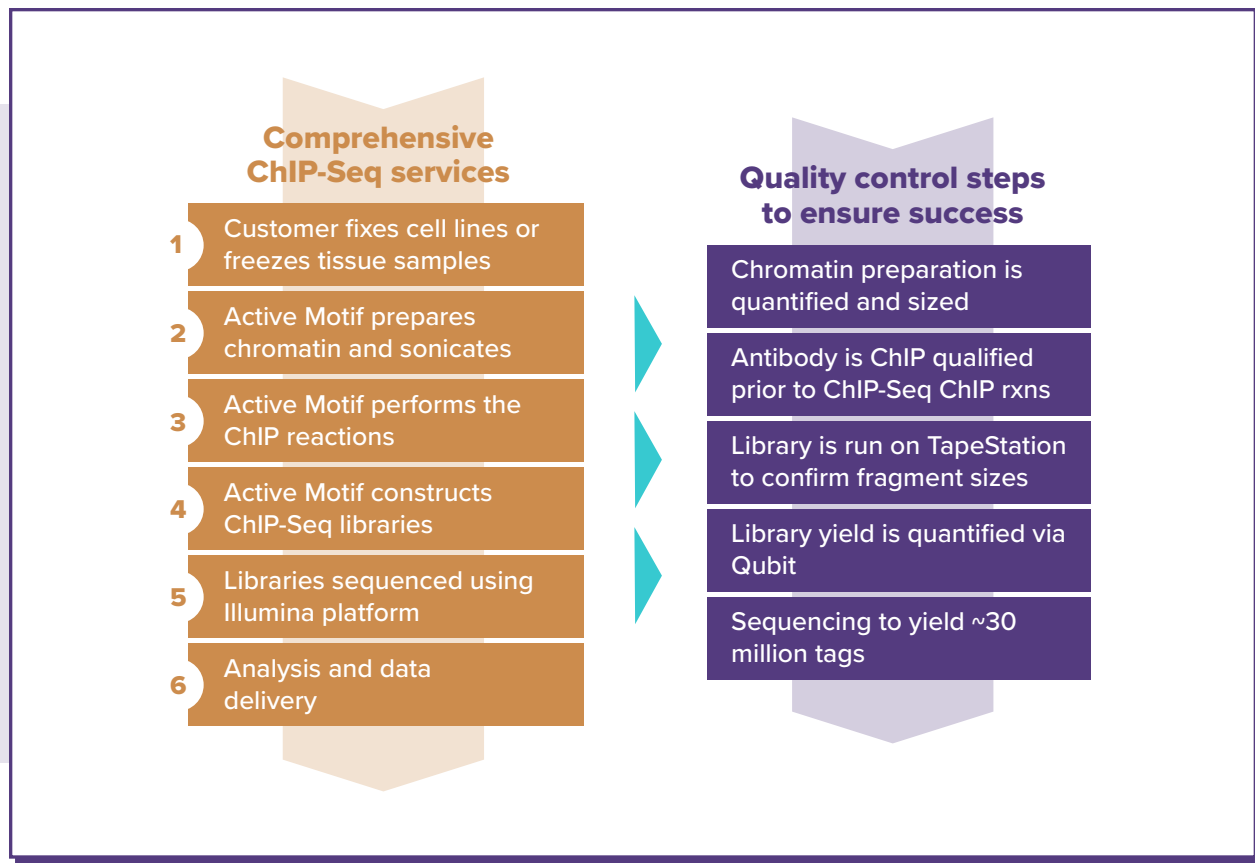 Comprehensive
ChIP-Seq services
1
Customer fixes cell lines or
freezes tissue samples
2
Active Motif prepares
chromatin and sonicates
3
Active Motif performs the
ChIP reactions
4
Active Motif constructs
ChIP-Seq libraries
5
Libraries sequenced using
Illumina platform
6
Analysis and data
delivery
Quality control steps
to ensure success
Chromatin preparation is
quantified and sized
Antibody is ChIP qualified
prior to ChIP-Seq ChIP rxns
Library is run on TapeStation
to confirm fragment sizes
Library yield is quantified via
Qubit
Sequencing to yield ~30
million tags